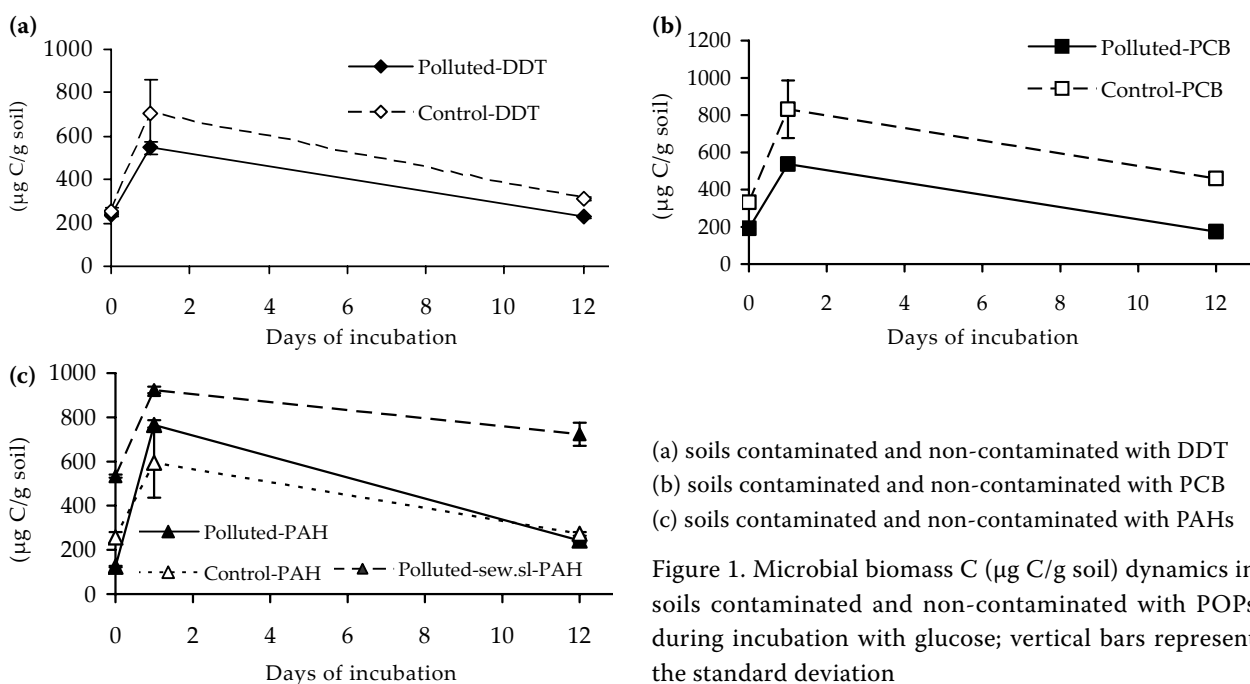 (a)
1000
800
600
400
200
0
(µg C/g soil)
Polluted-DDT
Control-DDT
0 2 4 6 8 10 12
Days of incubation
(b)
1200
1000
800
600
400
200
0
(µg C/g soil)
Polluted-PCB
Control-PCB
0 2 4 6 8 10 12
Days of incubation
(c)
1000
800
600
400
200
0
(µg C/g soil)
Polluted-PAH
Control-PAH
Polluted-sew.sl-PAH
0 2 4 6 8 10 12
Days of incubation
(a) soils contaminated and non-contaminated with DDT
(b) soils contaminated and non-contaminated with PCB
(c) soils contaminated and non-contaminated with PAHs
Figure 1. Microbial biomass C (µg C/g soil) dynamics in
soils contaminated and non-contaminated with POPs
during incubation with glucose; vertical bars represent
the standard deviation